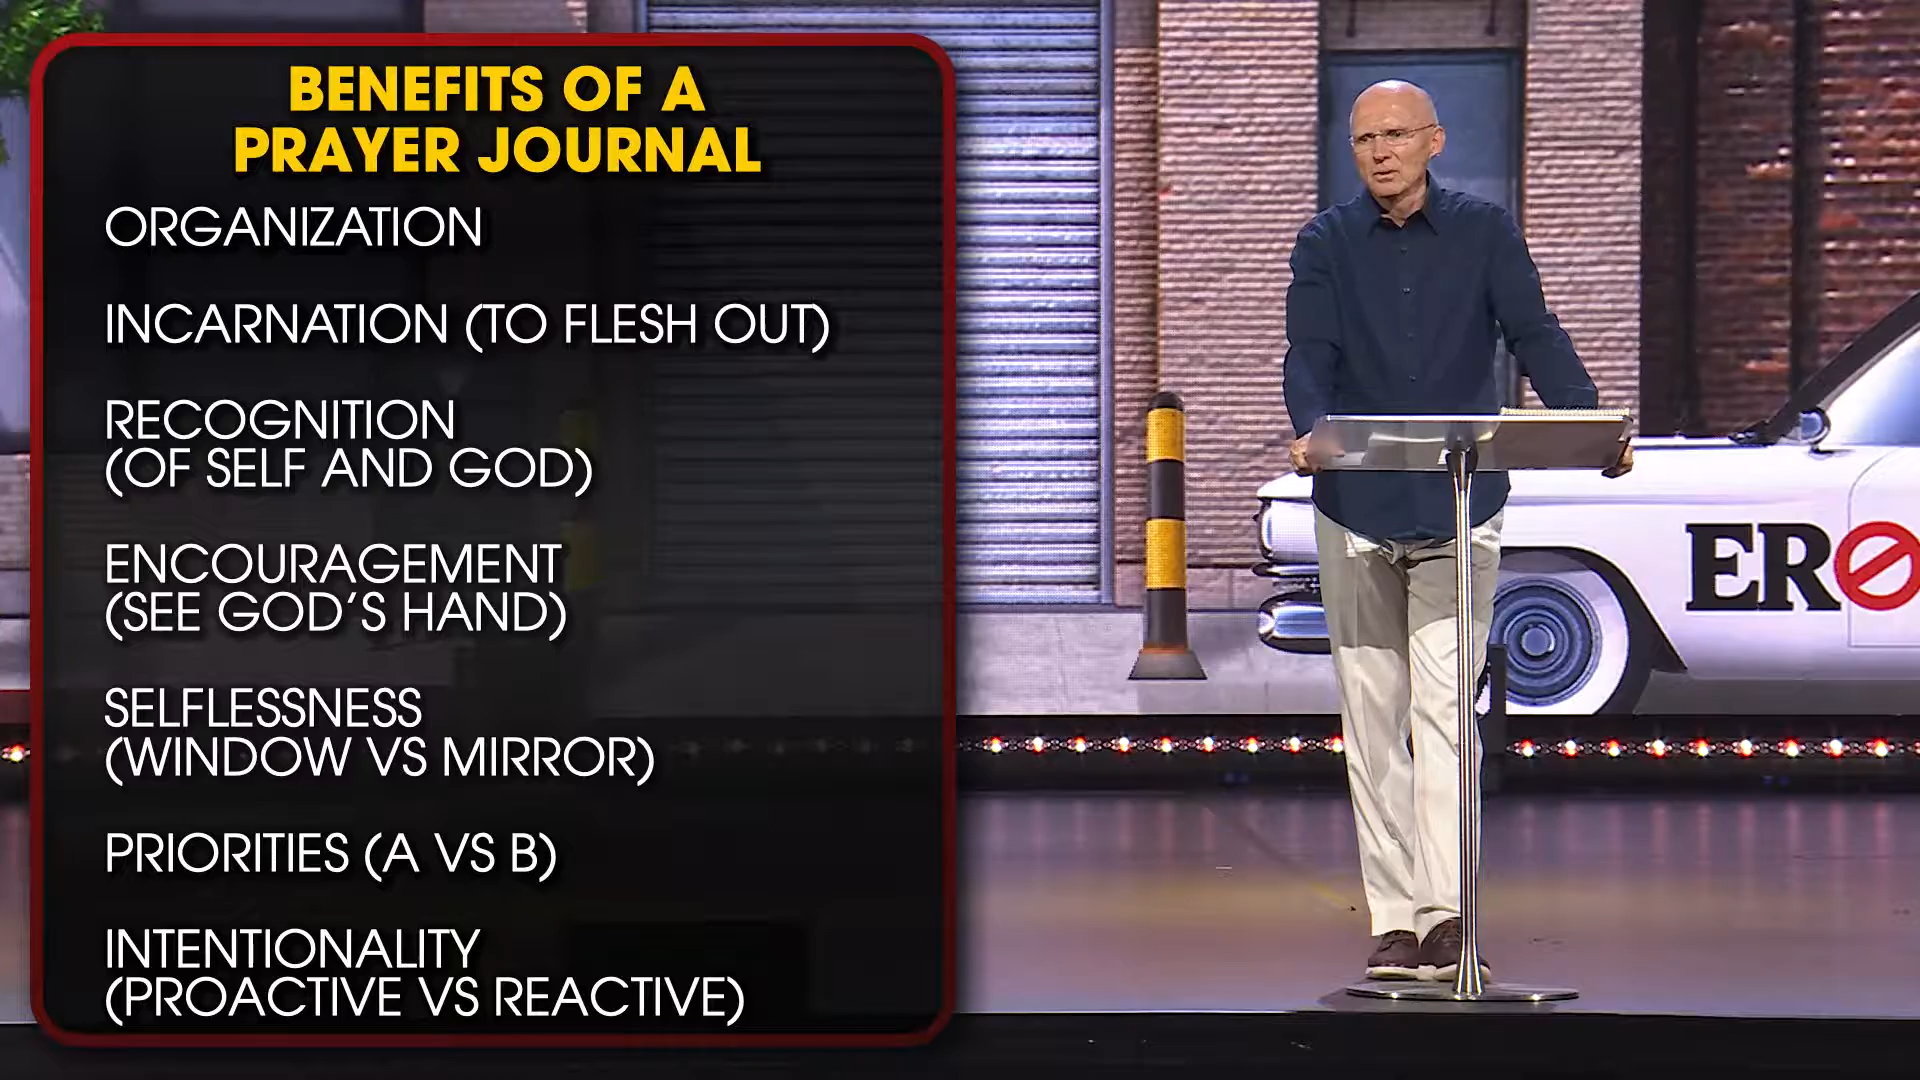 BENEFITS OF A
PRAYER JOURNAL
ORGANIZATION
INCARNATION (TO FLESH OUT)
RECOGNITION
(OF SELF AND GOD)
ENCOURAGEMENT
(SEE GOD'S HAND)
SELFLESSNESS
(WINDOW VS MIRROR)
PRIORITIES (A VS B)
INTENTIONALITY
(PROACTIVE VS REACTIVE)
ER